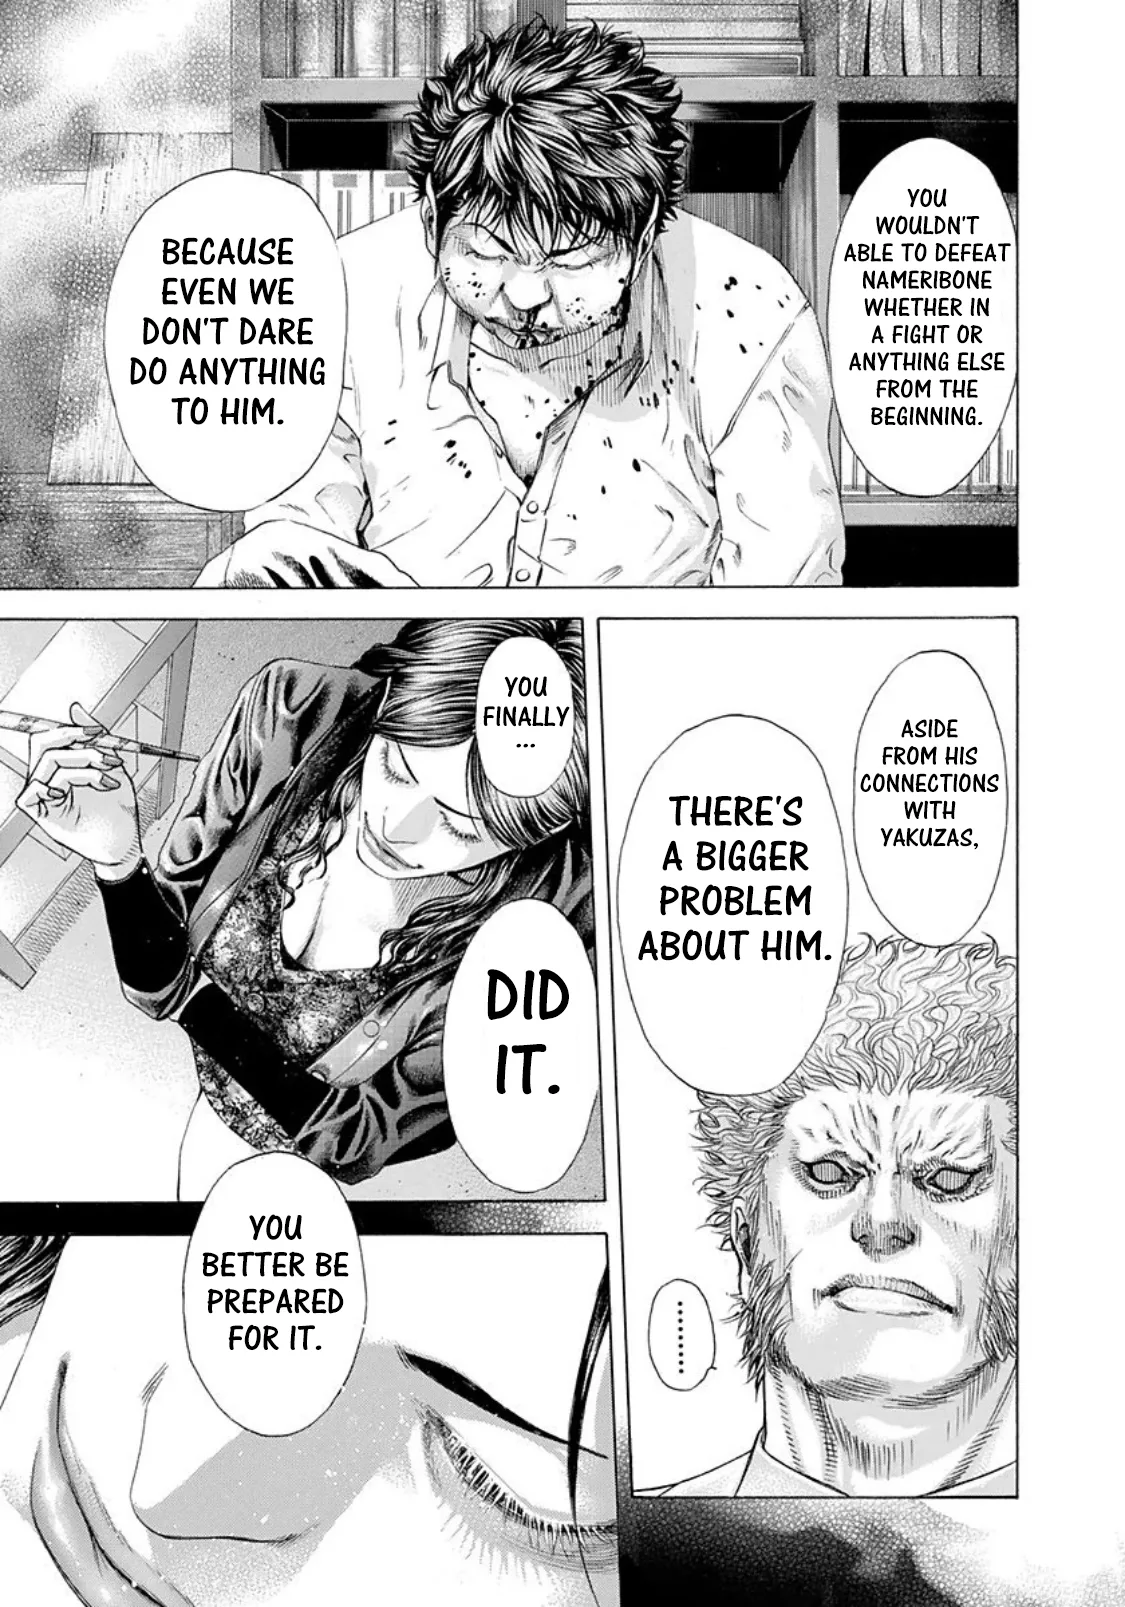 YOU
WOULDN'T
ABLE TO DEFEAT
NAMERIBONE
WHETHER IN
A FIGHT OR
ANYTHING ELSE
FROM THE
BEGINNING.
BECAUSE
EVEN WE
DON'T DARE
DO ANYTHING
TO HIM.
ASIDE
FROM HIS
CONNECTIONS
WITH
YAKUZAS,
THERE'S
A BIGGER
PROBLEM
ABOUT HIM.
.........
YOU
FINALLY
...
DID
IT.
YOU
BETTER BE
PREPARED
FOR IT.